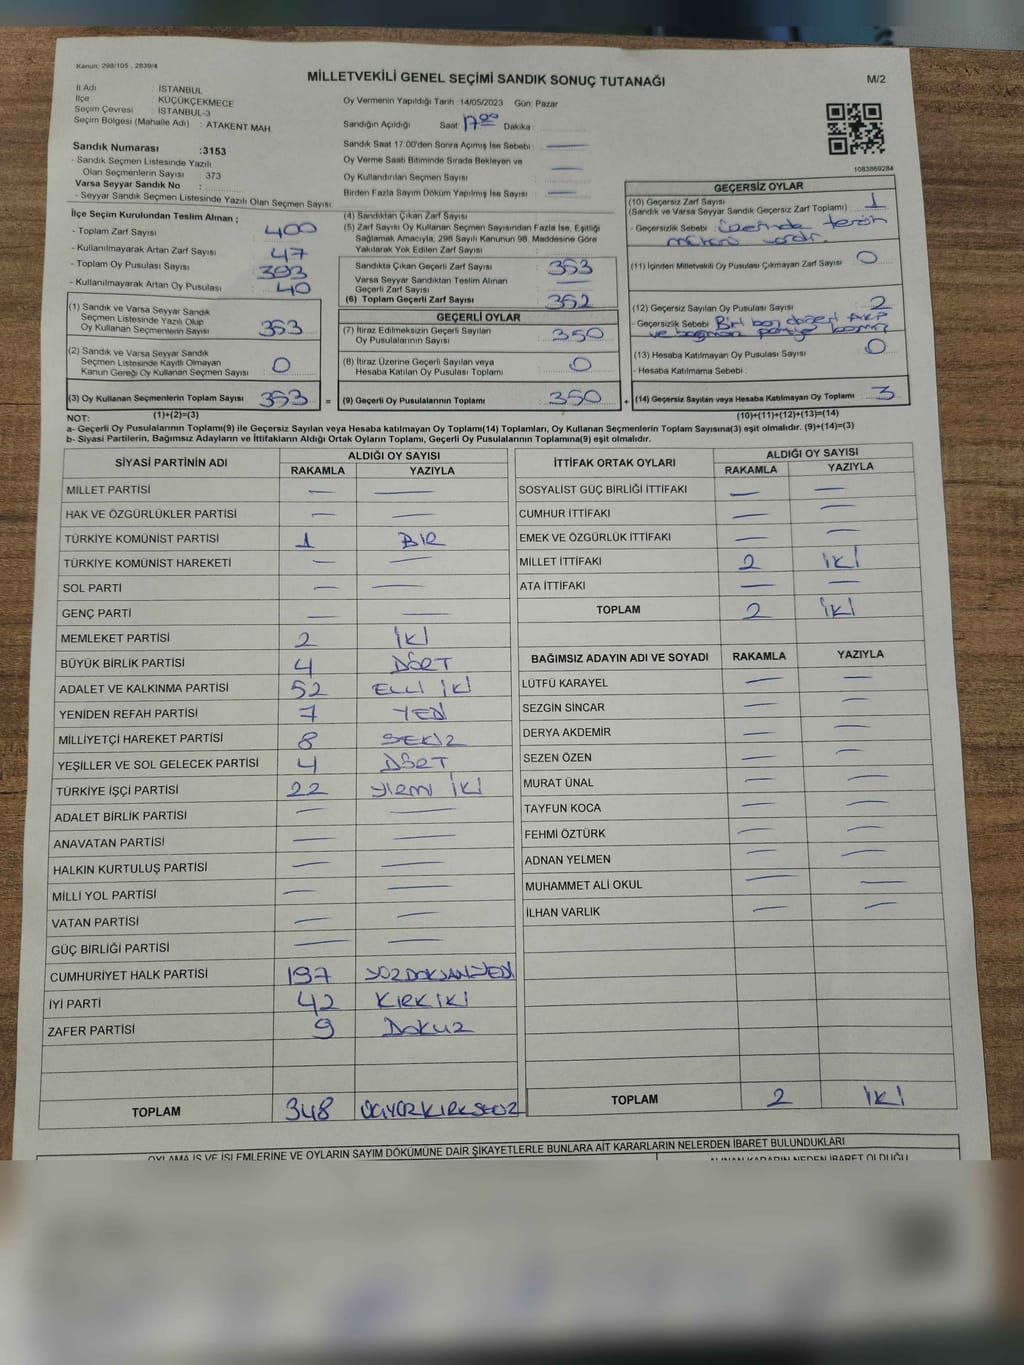 Kanun: 298/105 , 2839/4
MİLLETVEKİLİ GENEL SEÇİMİ SANDIK SONUÇ TUTANAĞI
M/2
İl Adı : İSTANBUL
İlçe : KÜÇÜKÇEKMECE
Seçim Çevresi : İSTANBUL-3
Seçim Bölgesi (Mahalle Adı) : ATAKENT MAH.
Sandık Numarası :3153
- Sandık Seçmen Listesinde Yazılı
Olan Seçmenlerin Sayısı : 373
Varsa Seyyar Sandık No :
- Seyyar Sandık Seçmen Listesinde Yazılı Olan Seçmen Sayısı:
Oy Vermenin Yapıldığı Tarih :14/05/2023 Gün: Pazar
Sandığın Açıldığı Saat 17:00 Dakika :
Sandık Saat 17:00'den Sonra Açımış İse Sebebi: —
Oy Verme Saati Bitiminde Sırada Bekleyen ve
Oy Kullandırılan Seçmen Sayısı : —
Birden Fazla Sayım Döküm Yapılmış İse Sayısı : —
1083869284
İlçe Seçim Kurulundan Teslim Alınan ;
- Toplam Zarf Sayısı : 400
- Kullanılmayarak Artan Zarf Sayısı : 47
- Toplam Oy Pusulası Sayısı : 393
- Kullanılmayarak Artan Oy Pusulası : 40
(1) Sandık ve Varsa Seyyar Sandık
Seçmen Listesinde Yazılı Olup
Oy Kullanan Seçmenlerin Sayısı : 353
(2) Sandık ve Varsa Seyyar Sandık
Seçmen Listesinde Kayıtlı Olmayan
Kanun Gereği Oy Kullanan Seçmen Sayısı : 0
(3) Oy Kullanan Seçmenlerin Toplam Sayısı : 353 =
(4) Sandıktan Çıkan Zarf Sayısı :
(5) Zarf Sayısı Oy Kullanan Seçmen Sayısından Fazla İse, Eşitliği
Sağlamak Amacıyla; 298 Sayılı Kanunun 98. Maddesine Göre
Yakılarak Yok Edilen Zarf Sayısı :
Sandıkta Çıkan Geçerli Zarf Sayısı : 353
Varsa Seyyar Sandıktan Teslim Alınan
Geçerli Zarf Sayısı : —
(6) Toplam Geçerli Zarf Sayısı : 352
GEÇERLİ OYLAR
(7) İtiraz Edilmeksizin Geçerli Sayılan
Oy Pusulalarının Sayısı : 350
(8) İtiraz Üzerine Geçerli Sayılan veya
Hesaba Katılan Oy Pusulası Toplamı : 0
(9) Geçerli Oy Pusulalarının Toplamı : 350 +
GEÇERSİZ OYLAR
(10) Geçersiz Zarf Sayısı
(Sandık ve Varsa Seyyar Sandık Geçersiz Zarf Toplamı) : 1
- Geçersizlik Sebebi : üzerinde tercih
mührü vardı.
(11) İçinden Milletvekili Oy Pusulası Çıkmayan Zarf Sayısı : 0
(12) Geçersiz Sayılan Oy Pusulası Sayısı : 2
- Geçersizlik Sebebi Biri diğeri AKP
ve
(13) Hesaba Katılmayan Oy Pusulası Sayısı : 0
- Hesaba Katılmama Sebebi :
(14) Geçersiz Sayılan veya Hesaba Katılmayan Oy Toplamı : 3
NOT: (1)+(2)=(3) (10)+(11)+(12)+(13)=(14)
a- Geçerli Oy Pusulalarının Toplamı(9) ile Geçersiz Sayılan veya Hesaba katılmayan Oy Toplamı(14) Toplamları, Oy Kullanan Seçmenlerin Toplam Sayısına(3) eşit olmalıdır. (9)+(14)=(3)
b- Siyasi Partilerin, Bağımsız Adayların ve İttifakların Aldığı Ortak Oyların Toplamı, Geçerli Oy Pusulalarının Toplamına(9) eşit olmalıdır.
SİYASİ PARTİNİN ADI ALDIĞI OY SAYISI
RAKAMLA YAZIYLA
MİLLET PARTİSİ — —
HAK VE ÖZGÜRLÜKLER PARTİSİ — —
TÜRKİYE KOMÜNİST PARTİSİ 1 BİR
TÜRKİYE KOMÜNİST HAREKETİ — —
SOL PARTİ — —
GENÇ PARTİ — —
MEMLEKET PARTİSİ 2 İKİ
BÜYÜK BİRLİK PARTİSİ 4 DÖRT
ADALET VE KALKINMA PARTİSİ 52 ELLİ İKİ
YENİDEN REFAH PARTİSİ 7 YEDİ
MİLLİYETÇİ HAREKET PARTİSİ 8 SEKİZ
YEŞİLLER VE SOL GELECEK PARTİSİ 4 DÖRT
TÜRKİYE İŞÇİ PARTİSİ 22 yirmi İKİ
ADALET BİRLİK PARTİSİ — —
ANAVATAN PARTİSİ — —
HALKIN KURTULUŞ PARTİSİ — —
MİLLİ YOL PARTİSİ — —
VATAN PARTİSİ — —
GÜÇ BİRLİĞİ PARTİSİ — —
CUMHURİYET HALK PARTİSİ 197 YÜZDOKSANYEDİ
İYİ PARTİ 42 KIRK İKİ
ZAFER PARTİSİ 9 DOKUZ
TOPLAM 348 ÜÇYÜZKIRKSEKİZ
İTTİFAK ORTAK OYLARI ALDIĞI OY SAYISI
RAKAMLA YAZIYLA
SOSYALİST GÜÇ BİRLİĞİ İTTİFAKI — —
CUMHUR İTTİFAKI — —
EMEK VE ÖZGÜRLÜK İTTİFAKI — —
MİLLET İTTİFAKI 2 İKİ
ATA İTTİFAKI — —
TOPLAM 2 İKİ
BAĞIMSIZ ADAYIN ADI VE SOYADI RAKAMLA YAZIYLA
LÜTFÜ KARAYEL — —
SEZGİN SİNCAR — —
DERYA AKDEMİR — —
SEZEN ÖZEN — —
MURAT ÜNAL — —
TAYFUN KOCA — —
FEHMİ ÖZTÜRK — —
ADNAN YELMEN — —
MUHAMMET ALİ OKUL — —
İLHAN VARLIK — —
TOPLAM 2 İKİ
OYLAMA İŞ VE İŞLEMLERİNE VE OYLARIN SAYIM DÖKÜMÜNE DAİR ŞİKAYETLERLE BUNLARA AİT KARARLARIN NELERDEN İBARET BULUNDUKLARI
ALINAN KARARIN NEDEN İBARET OLDUĞU